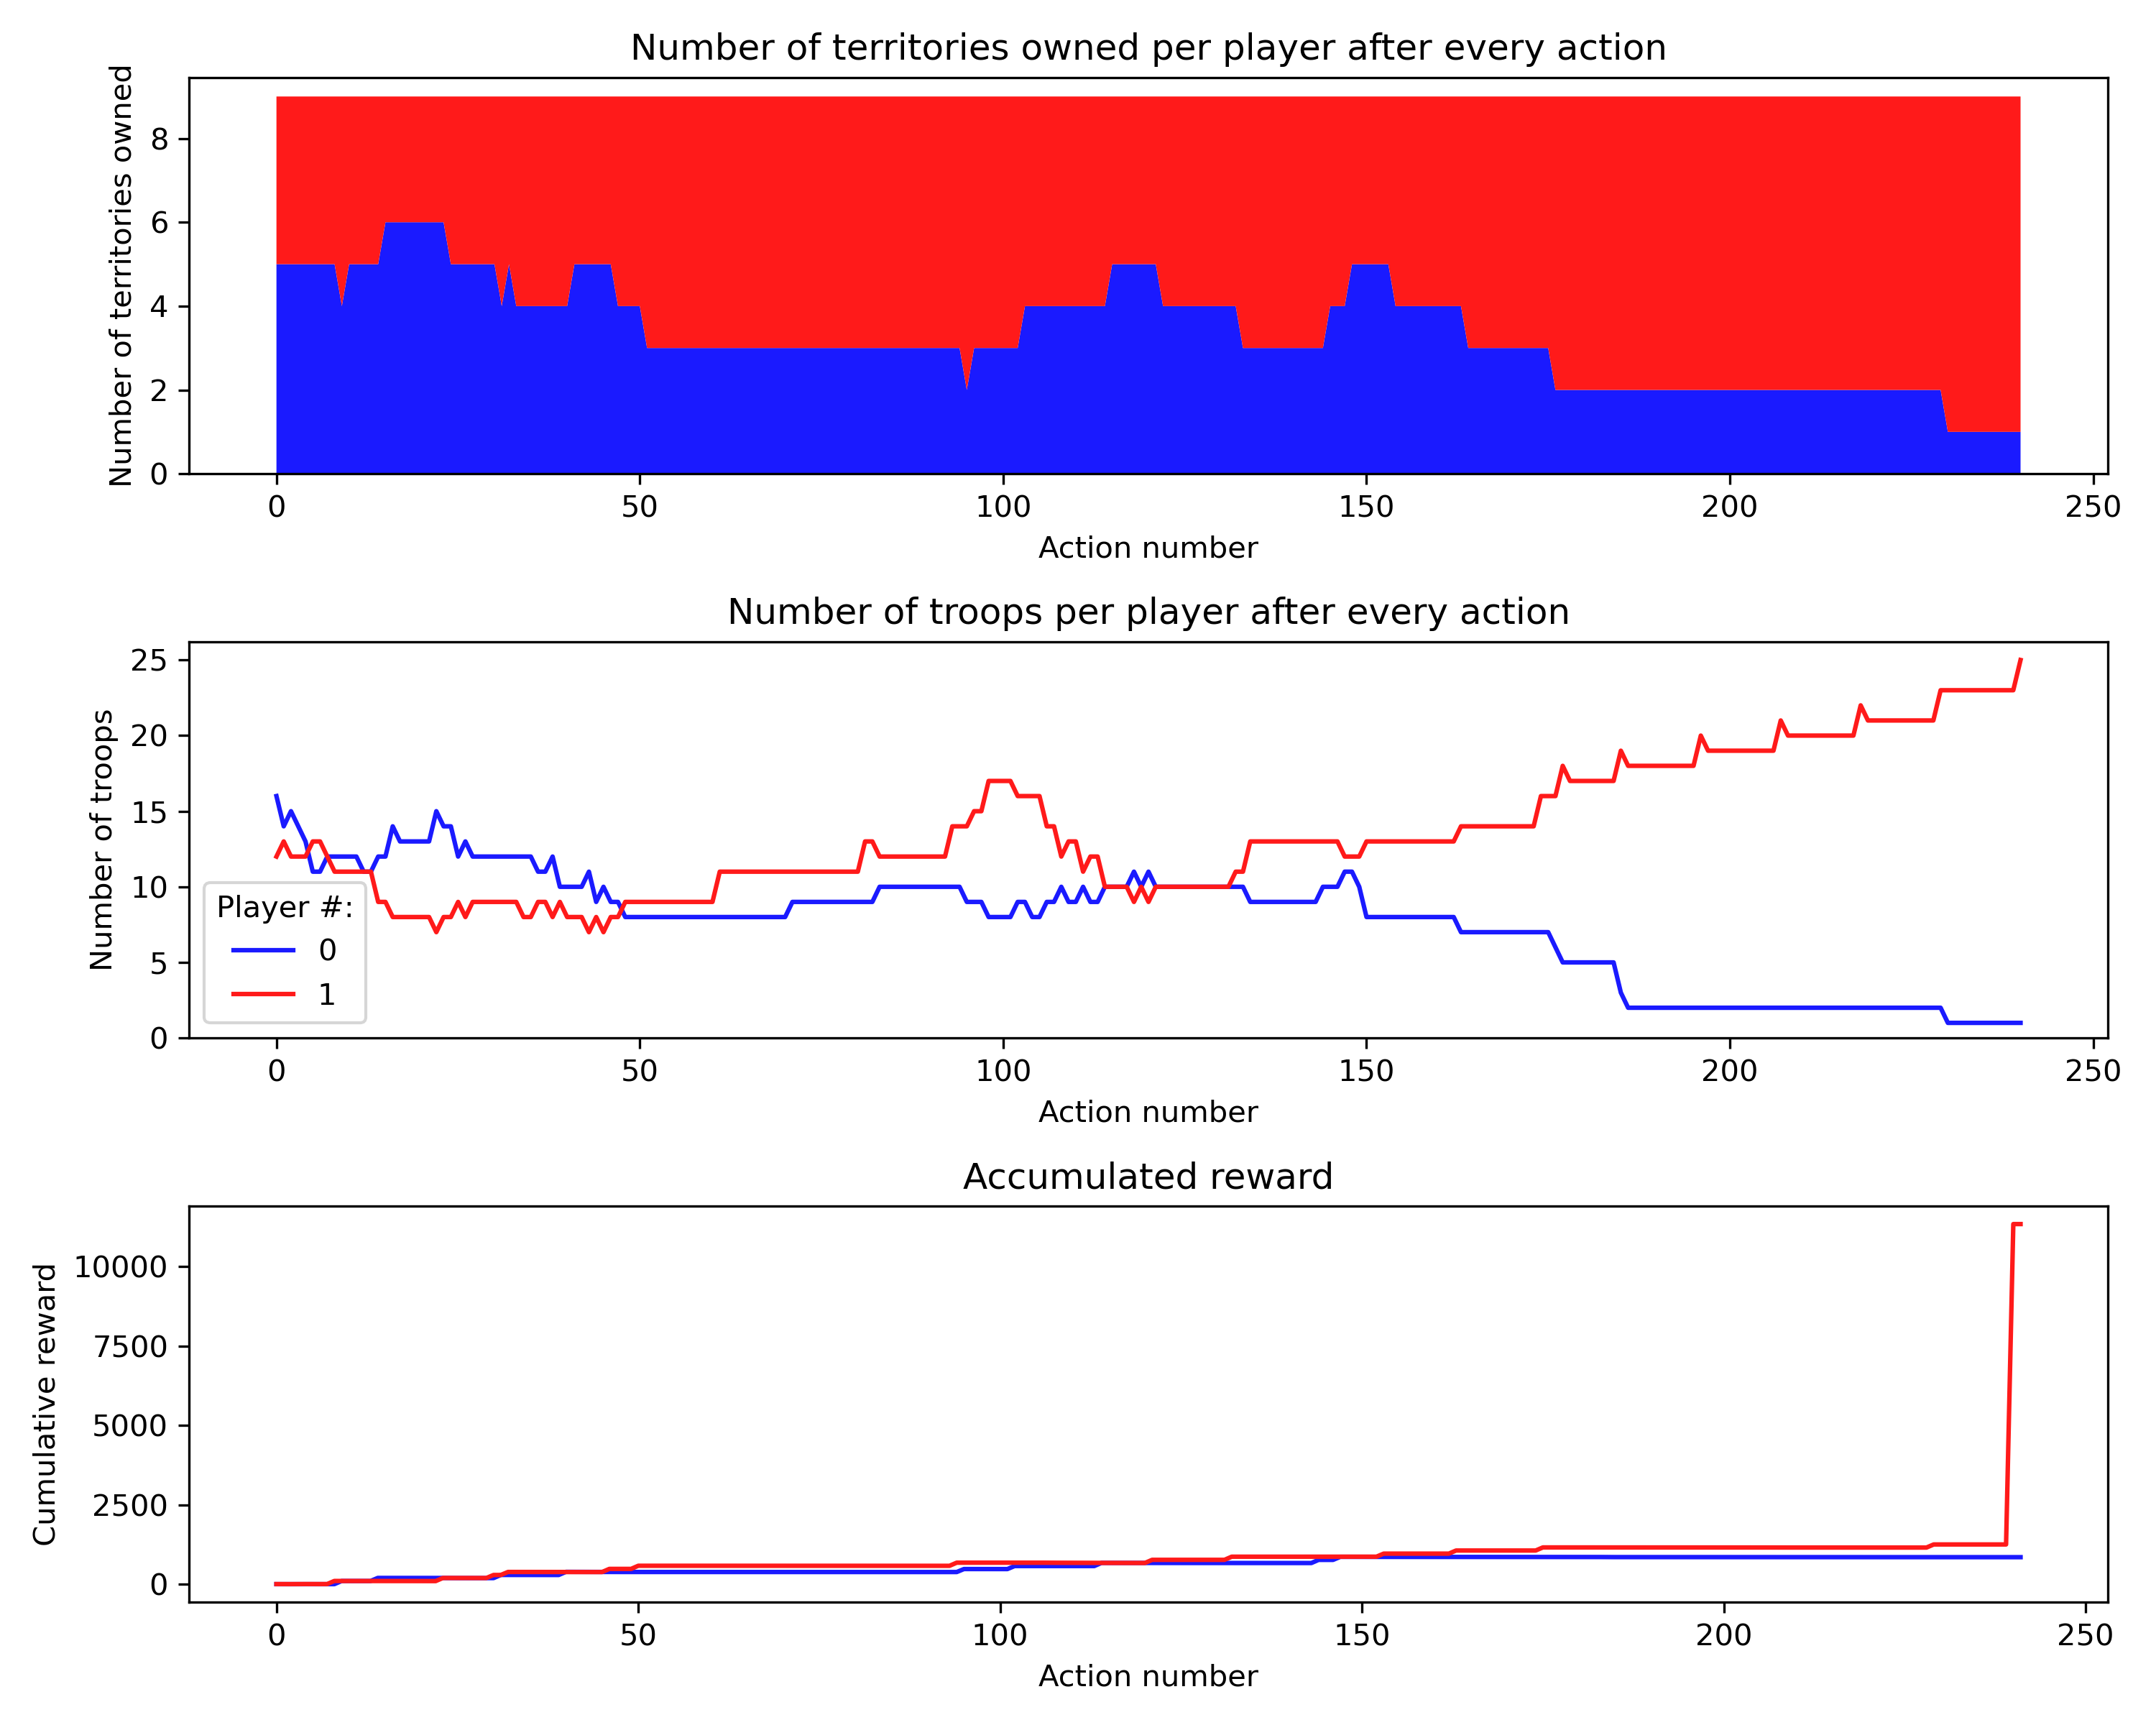 Number of territories owned per player after every action
Number of territories owned
8
6
4
2
0
0 50 100 150 200 250
Action number
Number of troops per player after every action
Number of troops
25
20
15
10
5
0
Player #:
0
1
0 50 100 150 200 250
Action number
Accumulated reward
Cumulative reward
10000
7500
5000
2500
0
0 50 100 150 200 250
Action number